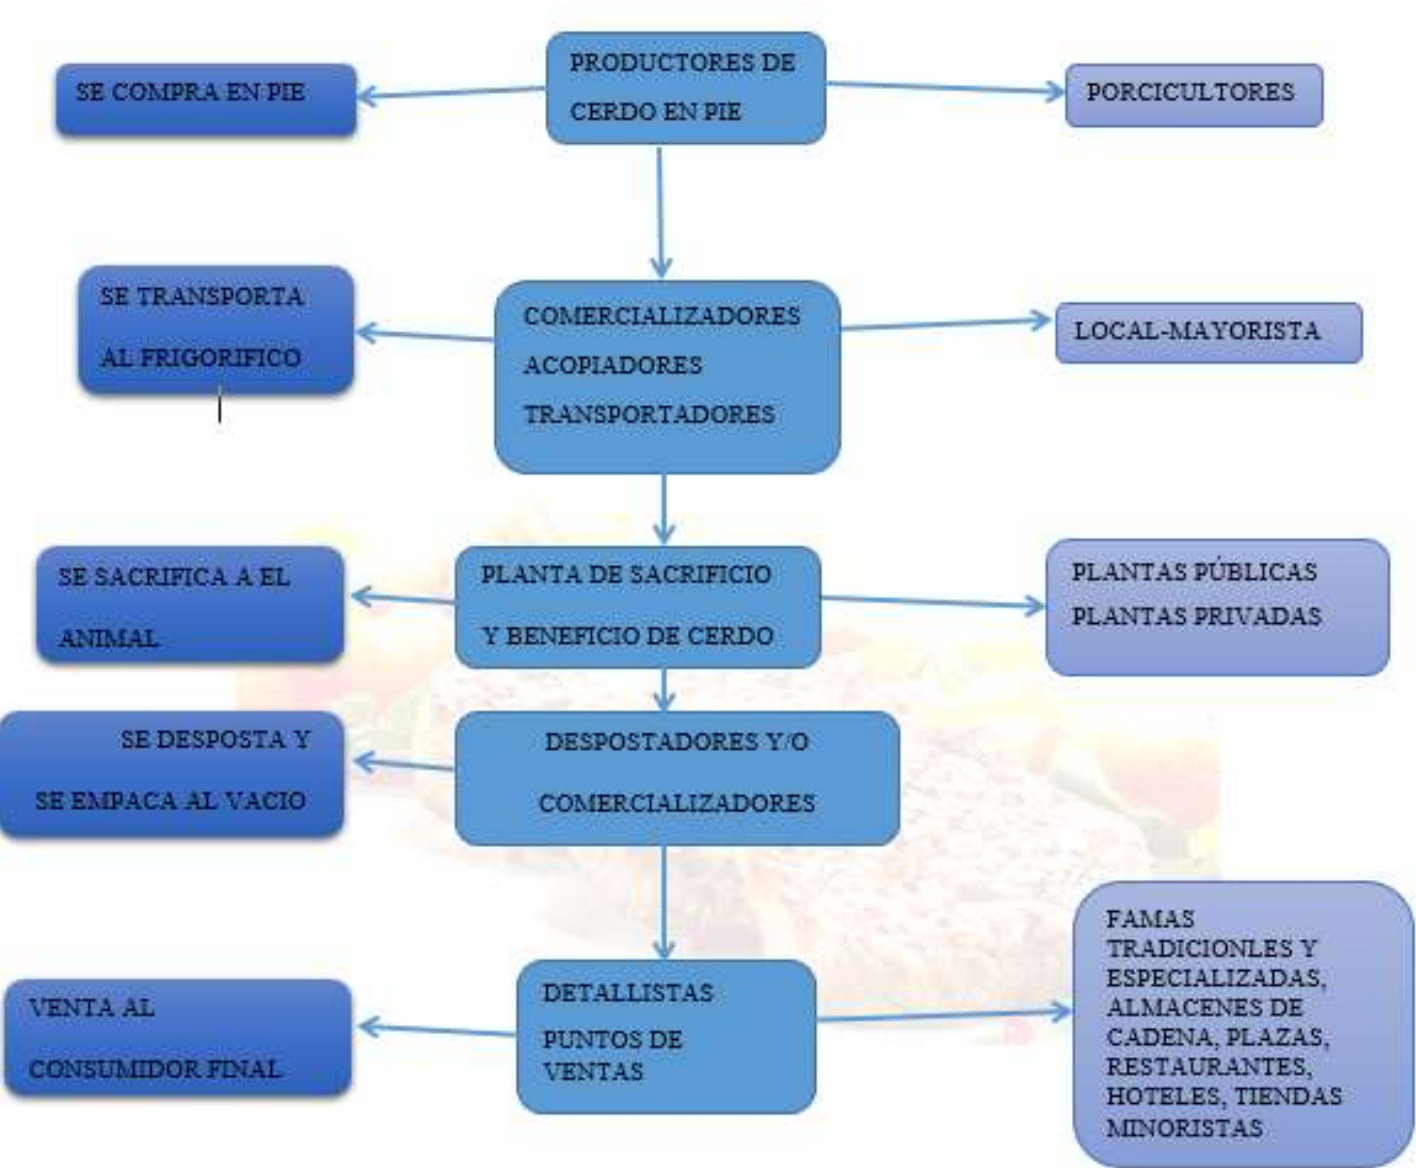 SE COMPRA EN PIE
PRODUCTORES DE
CERDO EN PIE
PORCICULTORES
SE TRANSPORTA
AL FRIGORIFICO
COMERCIALIZADORES
ACOPIADORES
TRANSPORTADORES
LOCAL-MAYORISTA
SE SACRIFICA A EL
ANIMAL
PLANTA DE SACRIFICIO
Y BENEFICIO DE CERDO
PLANTAS PÚBLICAS
PLANTAS PRIVADAS
SE DESPOSTA Y
SE EMPACA AL VACIO
DESPOSTADORES Y/O
COMERCIALIZADORES
VENTA AL
CONSUMIDOR FINAL
DETALLISTAS
PUNTOS DE
VENTAS
FAMAS
TRADICIONLES Y
ESPECIALIZADAS,
ALMACENES DE
CADENA, PLAZAS,
RESTAURANTES,
HOTELES, TIENDAS
MINORISTAS